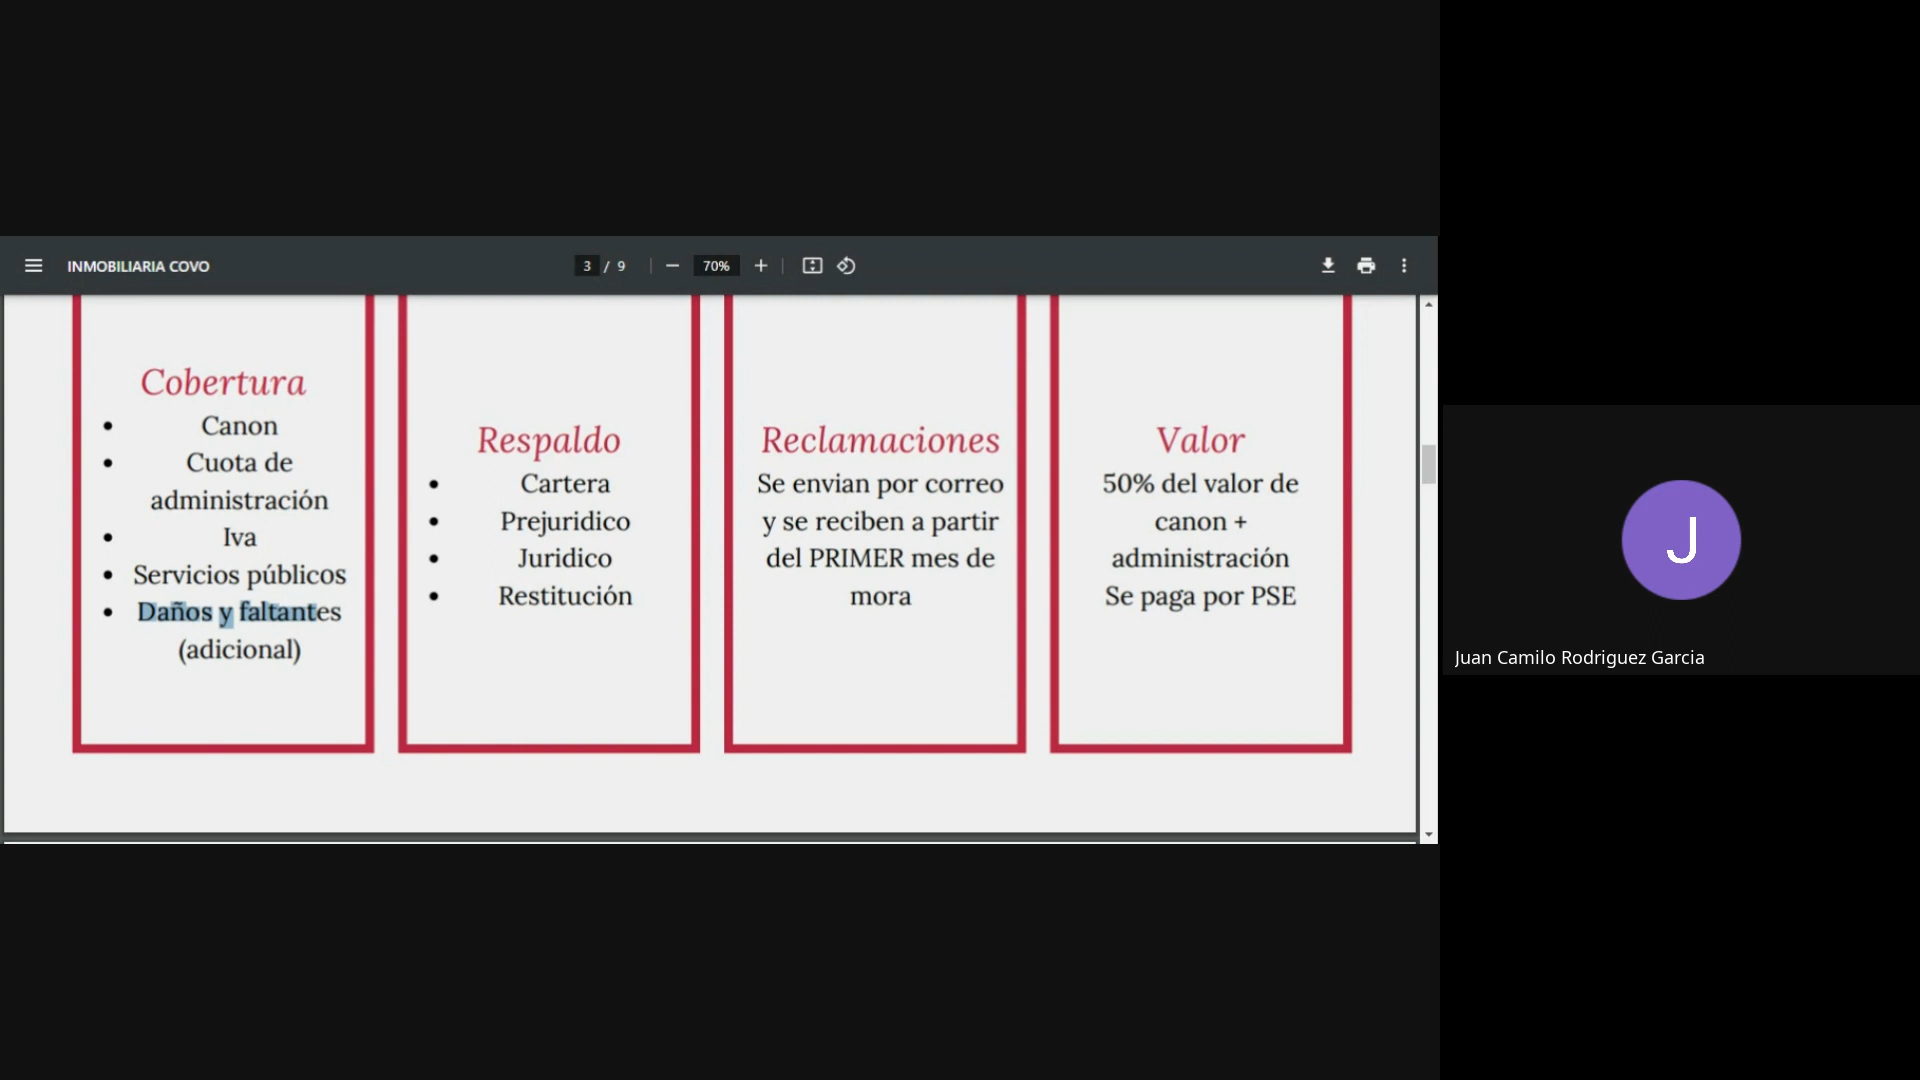 INMOBILIARIA COVO
3 / 9
70%
Cobertura
Canon
Cuota de
administración
Iva
Servicios públicos
Daños y faltantes
(adicional)
Respaldo
Cartera
Prejuridico
Juridico
Restitución
Reclamaciones
Se envian por correo
y se reciben a partir
del PRIMER mes de
mora
Valor
50% del valor de
canon +
administración
Se paga por PSE
J
Juan Camilo Rodriguez Garcia